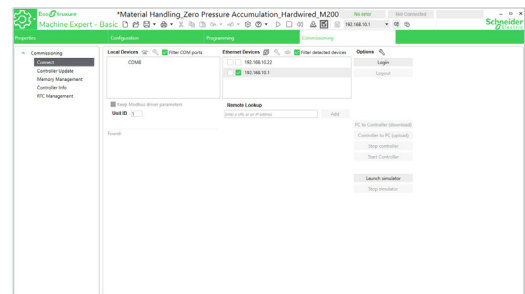 EcoStruxure
Machine Expert - Basic
*Material Handling_Zero Pressure Accumulation_Hardwired_M200
No error
Not Connected
192.168.10.1
Schneider
Electric
Properties
Configuration
Programming
Commissioning
Commissioning
Connect
Controller Update
Memory Management
Controller Info
RTC Management
Local Devices
Filter COM ports
COM8
Keep Modbus driver parameters
Unit ID 1
Found!
Ethernet Devices
Filter detected devices
192.168.10.22
192.168.10.1
Remote Lookup
Enter a URL or an IP address
Add
Options
Login
Logout
PC to Controller (download)
Controller to PC (upload)
Stop controller
Start Controller
Launch simulator
Stop simulator